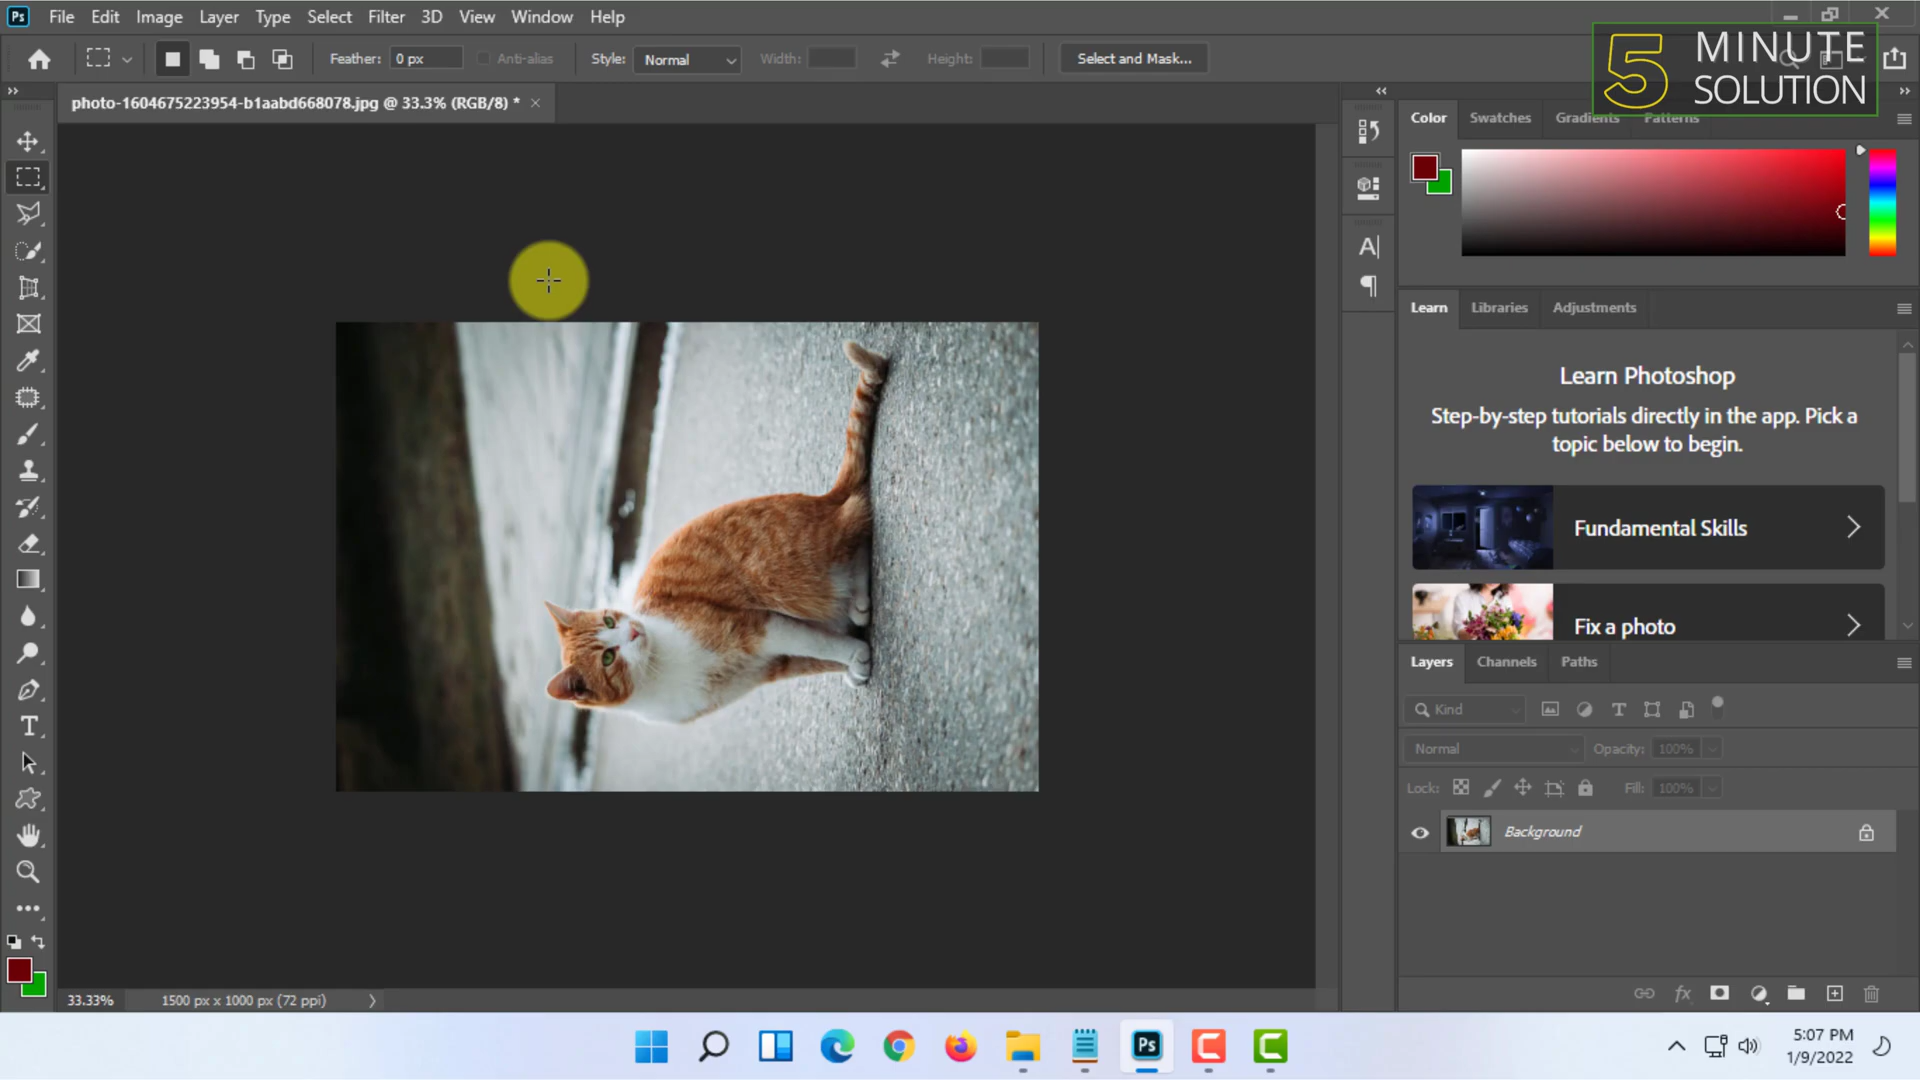 Ps File Edit Image Layer Type Select Filter 3D View Window Help
Feather: 0 px Anti-alias Style: Normal Width: Height: Select and Mask...
5 MINUTE
SOLUTION
photo-1604675223954-b1aabd668078.jpg @ 33.3% (RGB/8) *
Color Swatches Gradients Patterns
Learn Libraries Adjustments
Learn Photoshop
Step-by-step tutorials directly in the app. Pick a
topic below to begin.
Fundamental Skills
Fix a photo
Layers Channels Paths
Kind
Normal Opacity: 100%
Lock: Fill: 100%
Background
33.33% 1500 px x 1000 px (72 ppi)
Ps
5:07 PM
1/9/2022